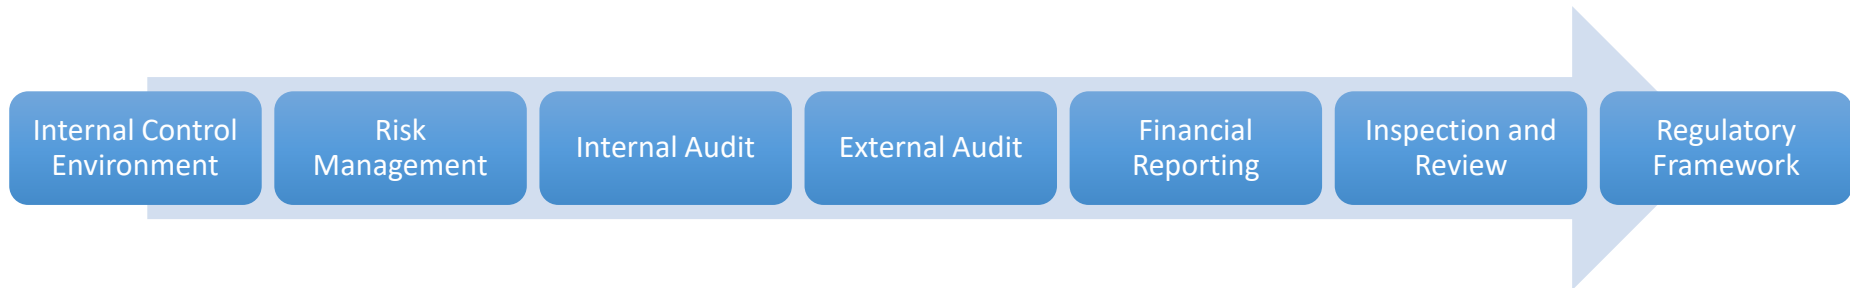 Internal Control
Environment
Risk
Management
Internal Audit
External Audit
Financial
Reporting
Inspection and
Review
Regulatory
Framework